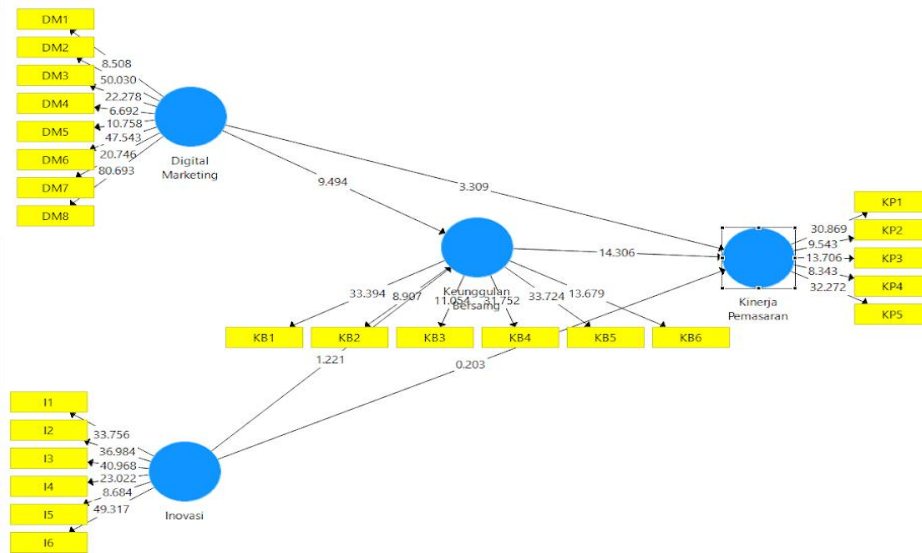 DM1
DM2
DM3
DM4
DM5
DM6
DM7
DM8
8.508
50.030
22.278
6.692
10.758
47.543
20.746
80.693
Digital
Marketing
9.494
3.309
14.306
Keunggulan
Bersaing
33.394
8.907
11.054
31.752
33.724
13.679
KB1
KB2
KB3
KB4
KB5
KB6
1.221
0.203
Kinerja
Pemasaran
30.869
9.543
13.706
8.343
32.272
KP1
KP2
KP3
KP4
KP5
I1
I2
I3
I4
I5
I6
33.756
36.984
40.968
23.022
8.684
49.317
Inovasi